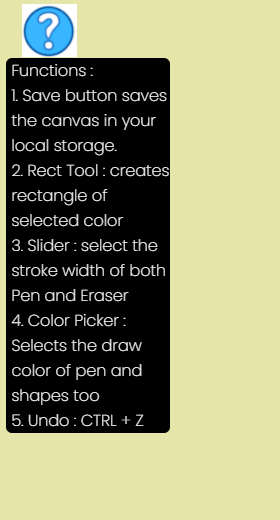 ?
Functions :
1. Save button saves
the canvas in your
local storage.
2. Rect Tool : creates
rectangle of
selected color
3. Slider : select the
stroke width of both
Pen and Eraser
4. Color Picker :
Selects the draw
color of pen and
shapes too
5. Undo : CTRL + Z